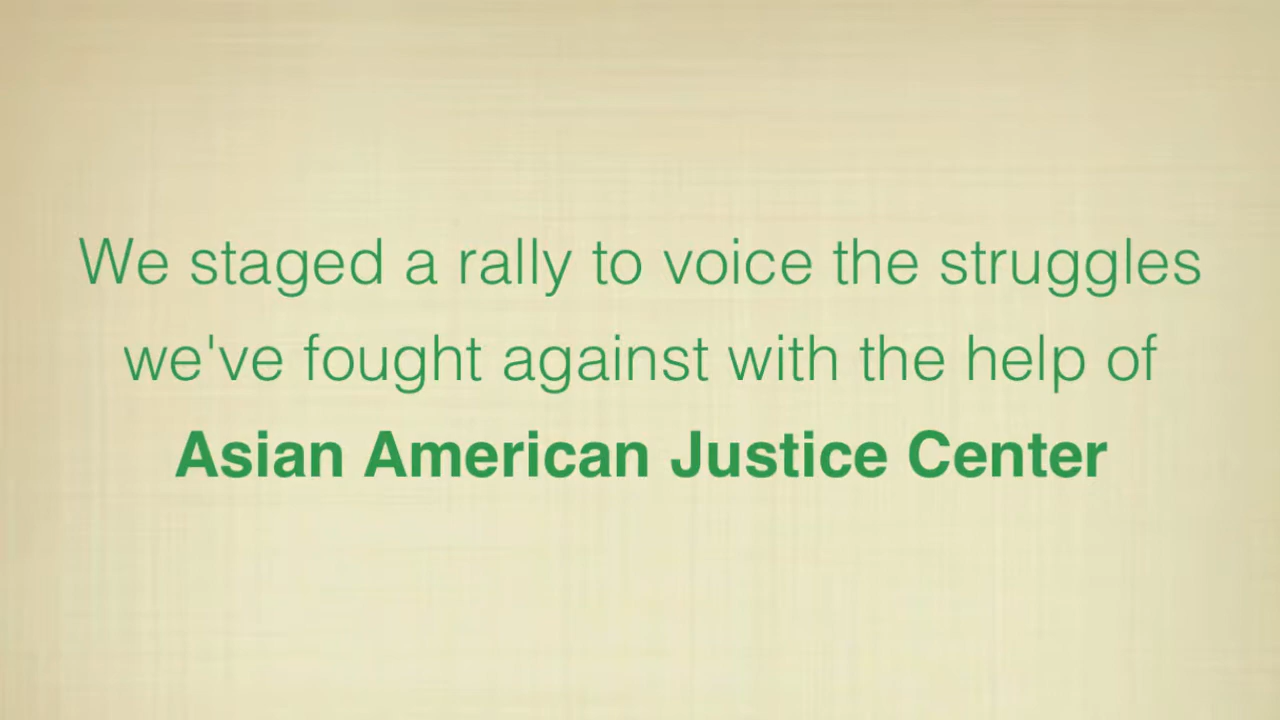 We staged a rally to voice the struggles
we've fought against with the help of
Asian American Justice Center